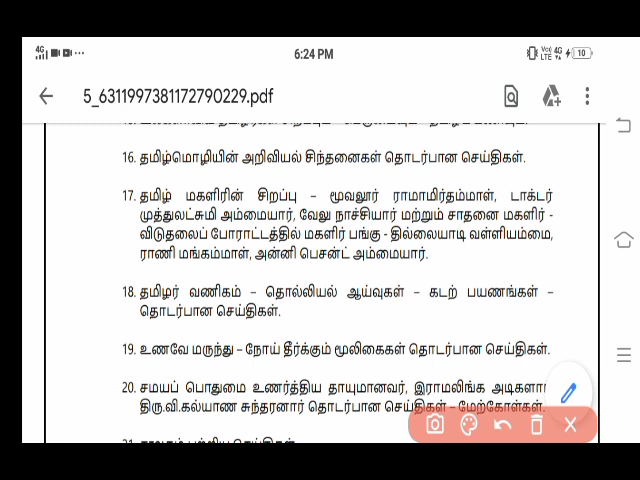 4G
6:24 PM
Vo) LTE 4G 10
5_6311997381172790229.pdf
16. தமிழ்மொழியின் அறிவியல் சிந்தனைகள் தொடர்பான செய்திகள்.
17. தமிழ் மகளிரின் சிறப்பு – மூவலூர் ராமாமிர்தம்மாள், டாக்டர்
முத்துலட்சுமி அம்மையார், வேலு நாச்சியார் மற்றும் சாதனை மகளிர் -
விடுதலைப் போராட்டத்தில் மகளிர் பங்கு - தில்லையாடி வள்ளியம்மை,
ராணி மங்கம்மாள், அன்னி பெசன்ட் அம்மையார்.
18. தமிழர் வணிகம் – தொல்லியல் ஆய்வுகள் – கடற் பயணங்கள் –
தொடர்பான செய்திகள்.
19. உணவே மருந்து – நோய் தீர்க்கும் மூலிகைகள் தொடர்பான செய்திகள்.
20. சமயப் பொதுமை உணர்த்திய தாயுமானவர், இராமலிங்க
திரு.வி.கல்யாண சுந்தரனார் தொடர்பான செய்திகள் – மேற்கோள்கள்.